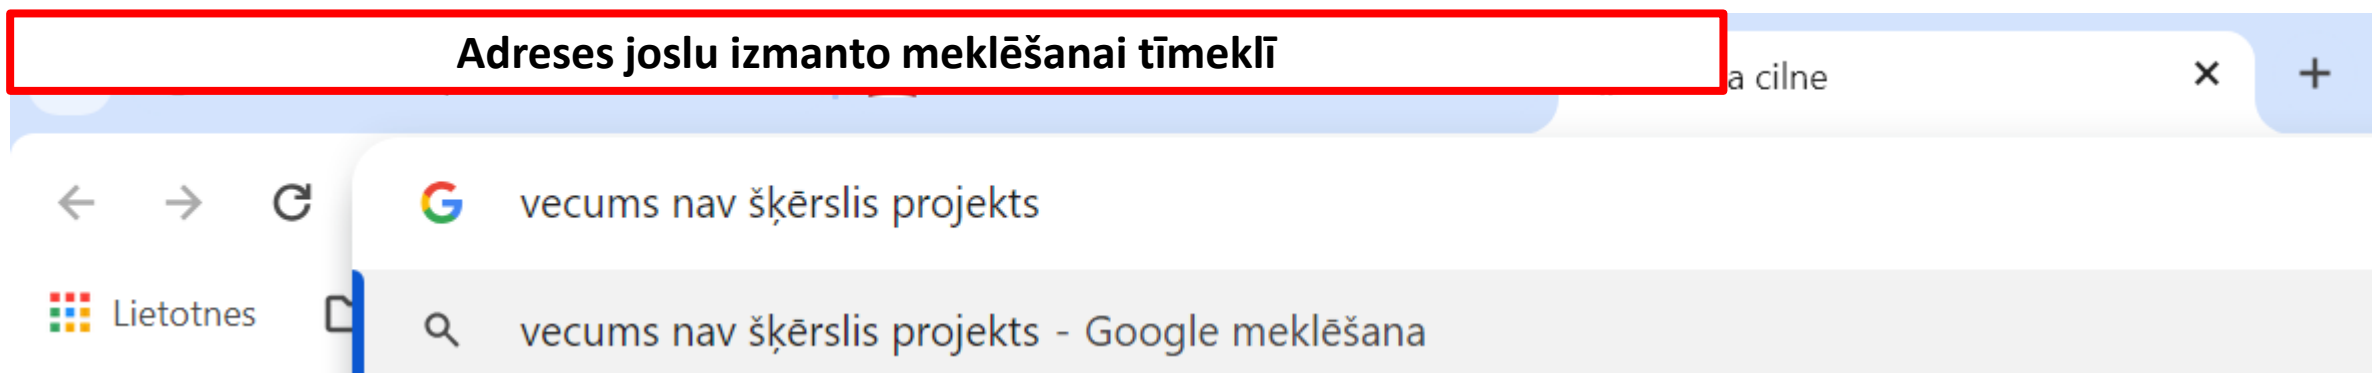 Adreses joslu izmanto meklēšanai tīmeklī
a cilne
vecums nav šķērslis projekts
Lietotnes
vecums nav šķērslis projekts - Google meklēšana